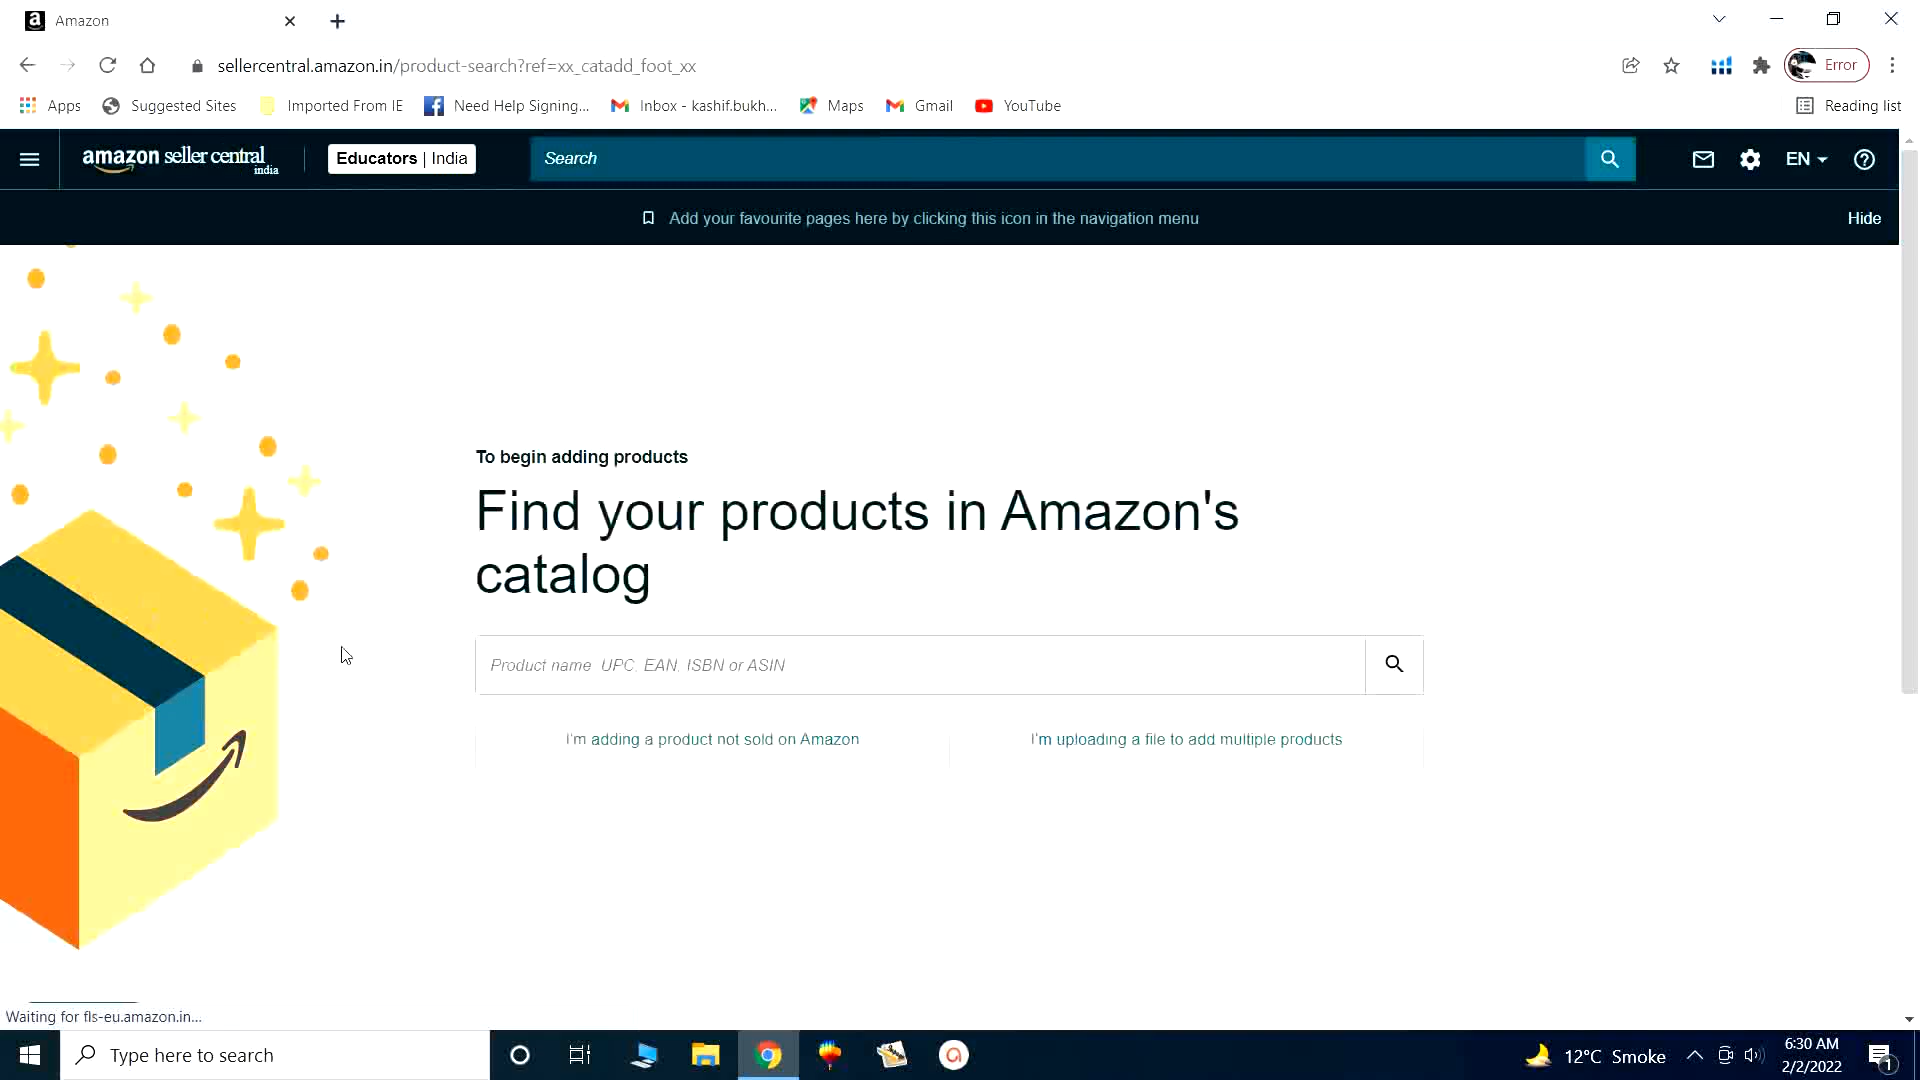 Amazon
sellercentral.amazon.in/product-search?ref=xx_catadd_foot_xx
Error
Apps Suggested Sites Imported From IE Need Help Signing... Inbox - kashif.bukh... Maps Gmail YouTube Reading list
amazon seller central india Educators | India Search EN
Add your favourite pages here by clicking this icon in the navigation menu Hide
To begin adding products
Find your products in Amazon's
catalog
Product name UPC, EAN, ISBN or ASIN
I'm adding a product not sold on Amazon I'm uploading a file to add multiple products
Waiting for fls-eu.amazon.in...
Type here to search 12°C Smoke 6:30 AM
2/2/2022 1